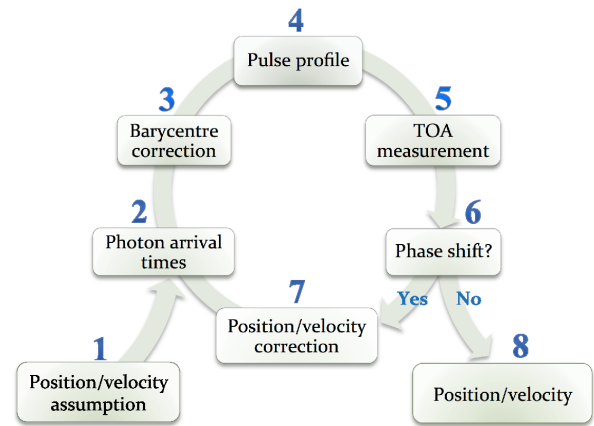 4
Pulse profile
3
Barycentre
correction
5
TOA
measurement
2
Photon arrival
times
6
Phase shift?
Yes
No
7
Position/velocity
correction
1
Position/velocity
assumption
8
Position/velocity